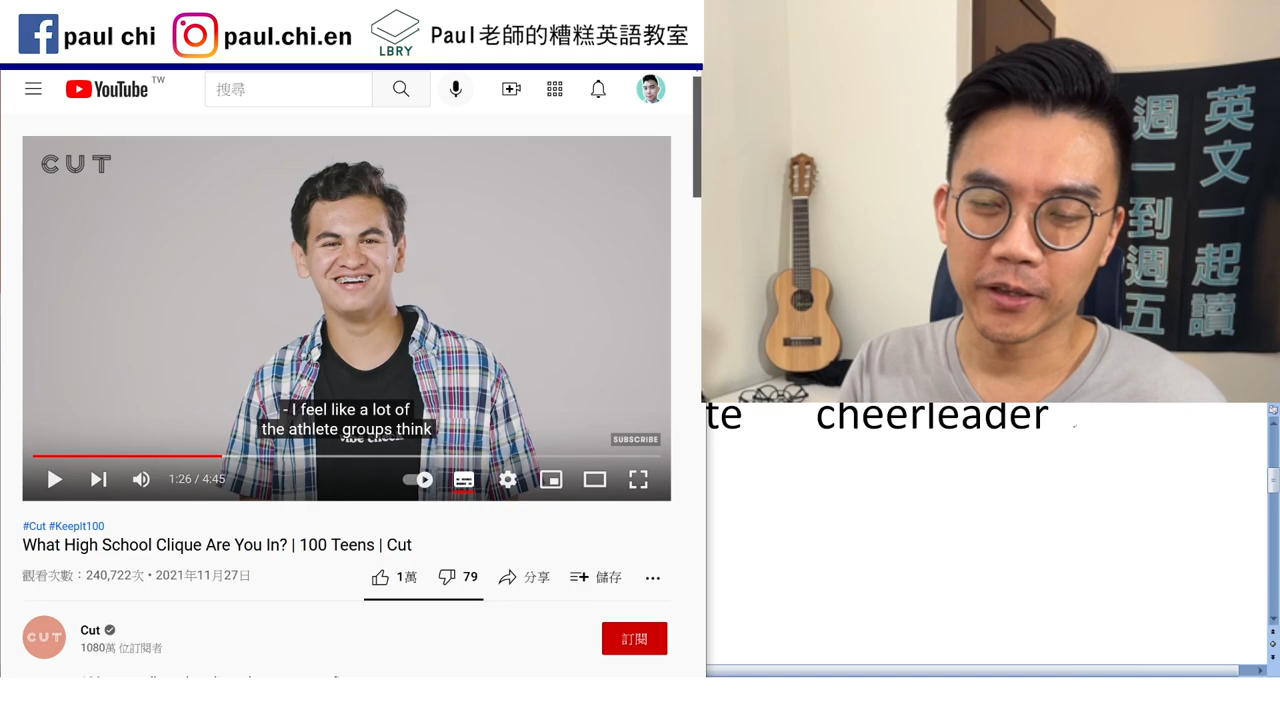 paul chi
paul.chi.en
LBRY
Paul老師的糟糕英語教室
YouTube TW
搜尋
CUT
- I feel like a lot of
the athlete groups think
SUBSCRIBE
1:26 / 4:45
#Cut #KeepIt100
What High School Clique Are You In? | 100 Teens | Cut
觀看次數：240,722次 • 2021年11月27日
1萬
79
分享
儲存
CUT
Cut
1080萬 位訂閱者
訂閱
英文一起讀
週一到週五
te cheerleader